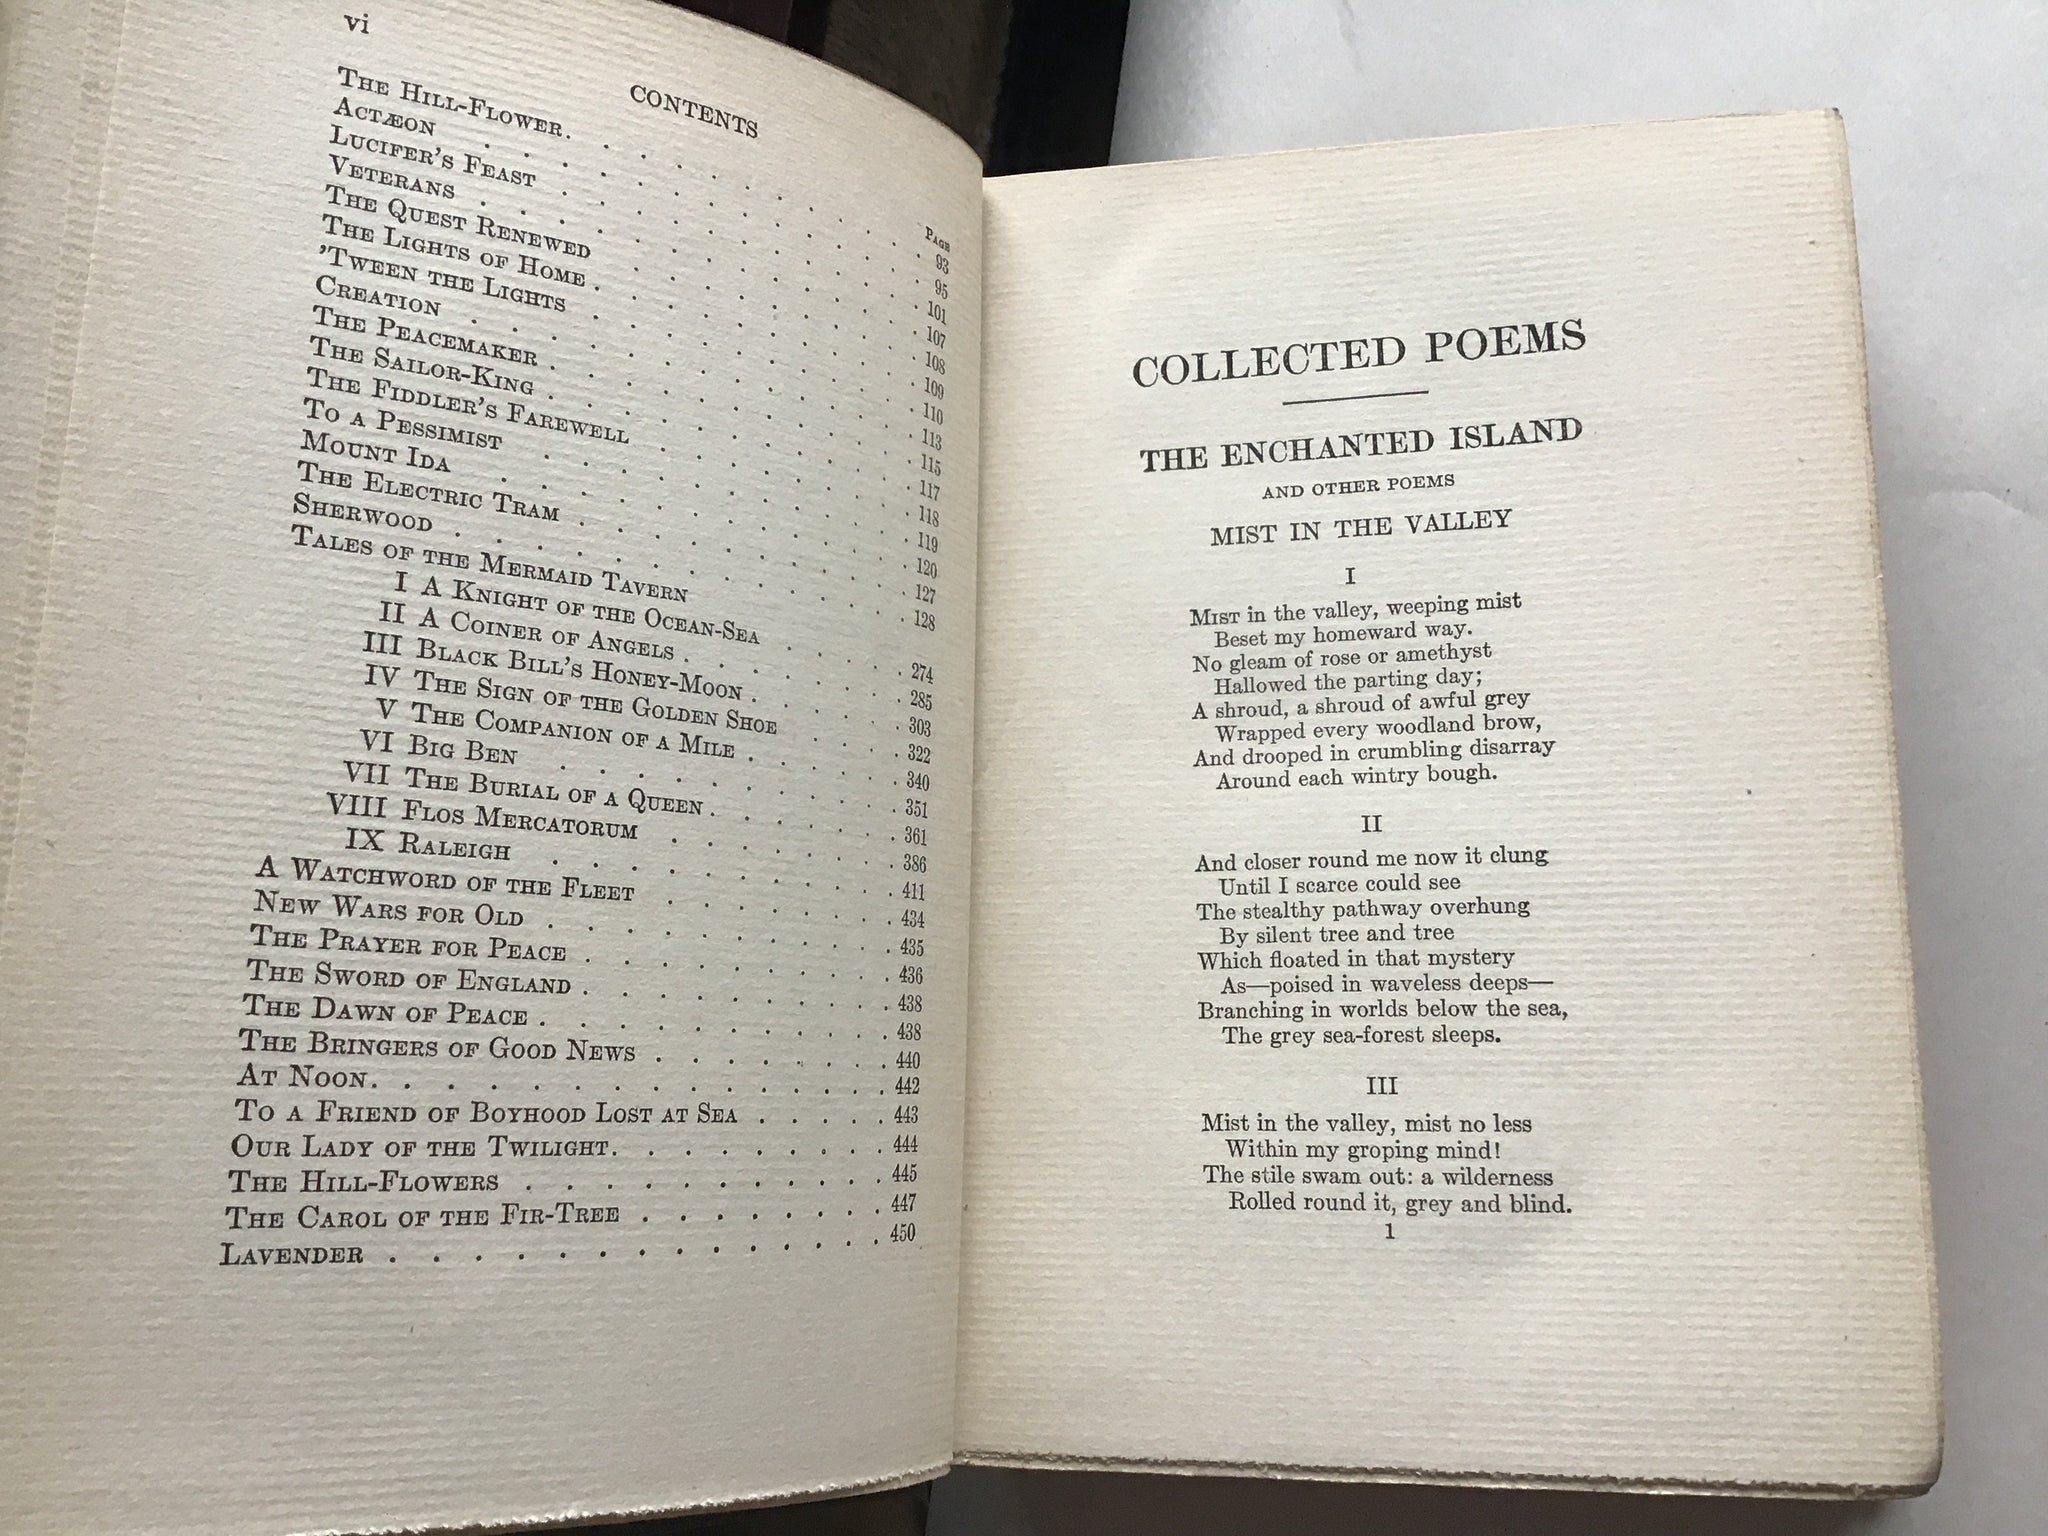 vi
CONTENTS
PAGE
THE HILL-FLOWER. . . . . . . . . . 93
ACTÆON . . . . . . . . . . 95
LUCIFER'S FEAST . . . . . . . . . . 101
VETERANS . . . . . . . . . . 107
THE QUEST RENEWED . . . . . . . . 108
THE LIGHTS OF HOME . . . . . . . . 109
'TWEEN THE LIGHTS . . . . . . . . 110
CREATION . . . . . . . . . . 113
THE PEACEMAKER . . . . . . . . 115
THE SAILOR-KING . . . . . . . . 117
THE FIDDLER'S FAREWELL . . . . . . 118
TO A PESSIMIST . . . . . . . . 119
MOUNT IDA . . . . . . . . . . 120
THE ELECTRIC TRAM . . . . . . . . 127
SHERWOOD . . . . . . . . . . 128
TALES OF THE MERMAID TAVERN
I A KNIGHT OF THE OCEAN-SEA . . . . 274
II A COINER OF ANGELS . . . . . . 285
III BLACK BILL'S HONEY-MOON . . . . 303
IV THE SIGN OF THE GOLDEN SHOE . . . 322
V THE COMPANION OF A MILE . . . . 340
VI BIG BEN . . . . . . . . 351
VII THE BURIAL OF A QUEEN . . . . . 361
VIII FLOS MERCATORUM . . . . . . 386
IX RALEIGH . . . . . . . . 411
A WATCHWORD OF THE FLEET . . . . . . 434
NEW WARS FOR OLD . . . . . . . . 435
THE PRAYER FOR PEACE . . . . . . . 436
THE SWORD OF ENGLAND . . . . . . . 438
THE DAWN OF PEACE . . . . . . . . 438
THE BRINGERS OF GOOD NEWS . . . . . . 440
AT NOON . . . . . . . . . . . 442
TO A FRIEND OF BOYHOOD LOST AT SEA . . . . 443
OUR LADY OF THE TWILIGHT . . . . . . . 444
THE HILL-FLOWERS . . . . . . . . . 445
THE CAROL OF THE FIR-TREE . . . . . . . 447
LAVENDER . . . . . . . . . . . . 450
COLLECTED POEMS
THE ENCHANTED ISLAND
AND OTHER POEMS
MIST IN THE VALLEY
I
MIST in the valley, weeping mist
Beset my homeward way.
No gleam of rose or amethyst
Hallowed the parting day;
A shroud, a shroud of awful grey
Wrapped every woodland brow,
And drooped in crumbling disarray
Around each wintry bough.
II
And closer round me now it clung
Until I scarce could see
The stealthy pathway overhung
By silent tree and tree
Which floated in that mystery
As—poised in waveless deeps—
Branching in worlds below the sea,
The grey sea-forest sleeps.
III
Mist in the valley, mist no less
Within my groping mind!
The stile swam out: a wilderness
Rolled round it, grey and blind.
1